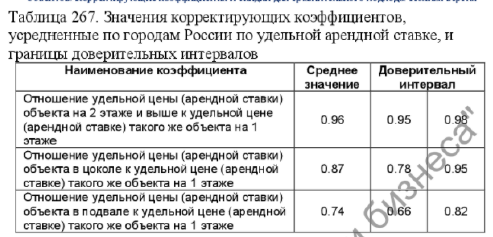 Таблица 267. Значения корректирующих коэффициентов,
усредненные по городам России по удельной арендной ставке, и
границы доверительных интервалов
Наименование коэффициента Среднее значение Доверительный интервал
Отношение удельной цены (арендной ставки)
объекта на 2 этаже и выше к удельной цене
(арендной ставке) такого же объекта на 1
этаже
0.96 0.95 0.98
Отношение удельной цены (арендной ставки)
объекта в цоколе к удельной цене (арендной
ставке) такого же объекта на 1 этаже
0.87 0.78 0.95
Отношение удельной цены (арендной ставки)
объекта в подвале к удельной цене (арендной
ставке) такого же объекта на 1 этаже
0.74 0.66 0.82
бизнеса"